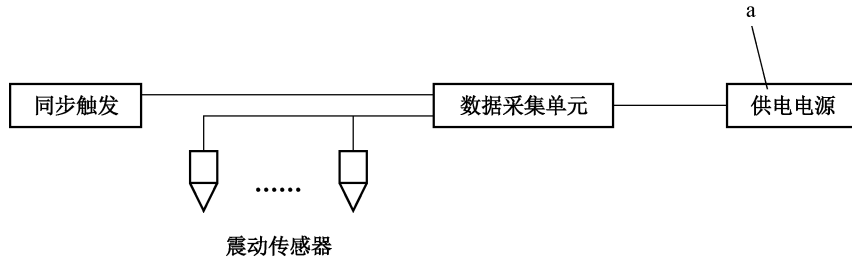 a
同步触发
数据采集单元
供电电源
......
震动传感器